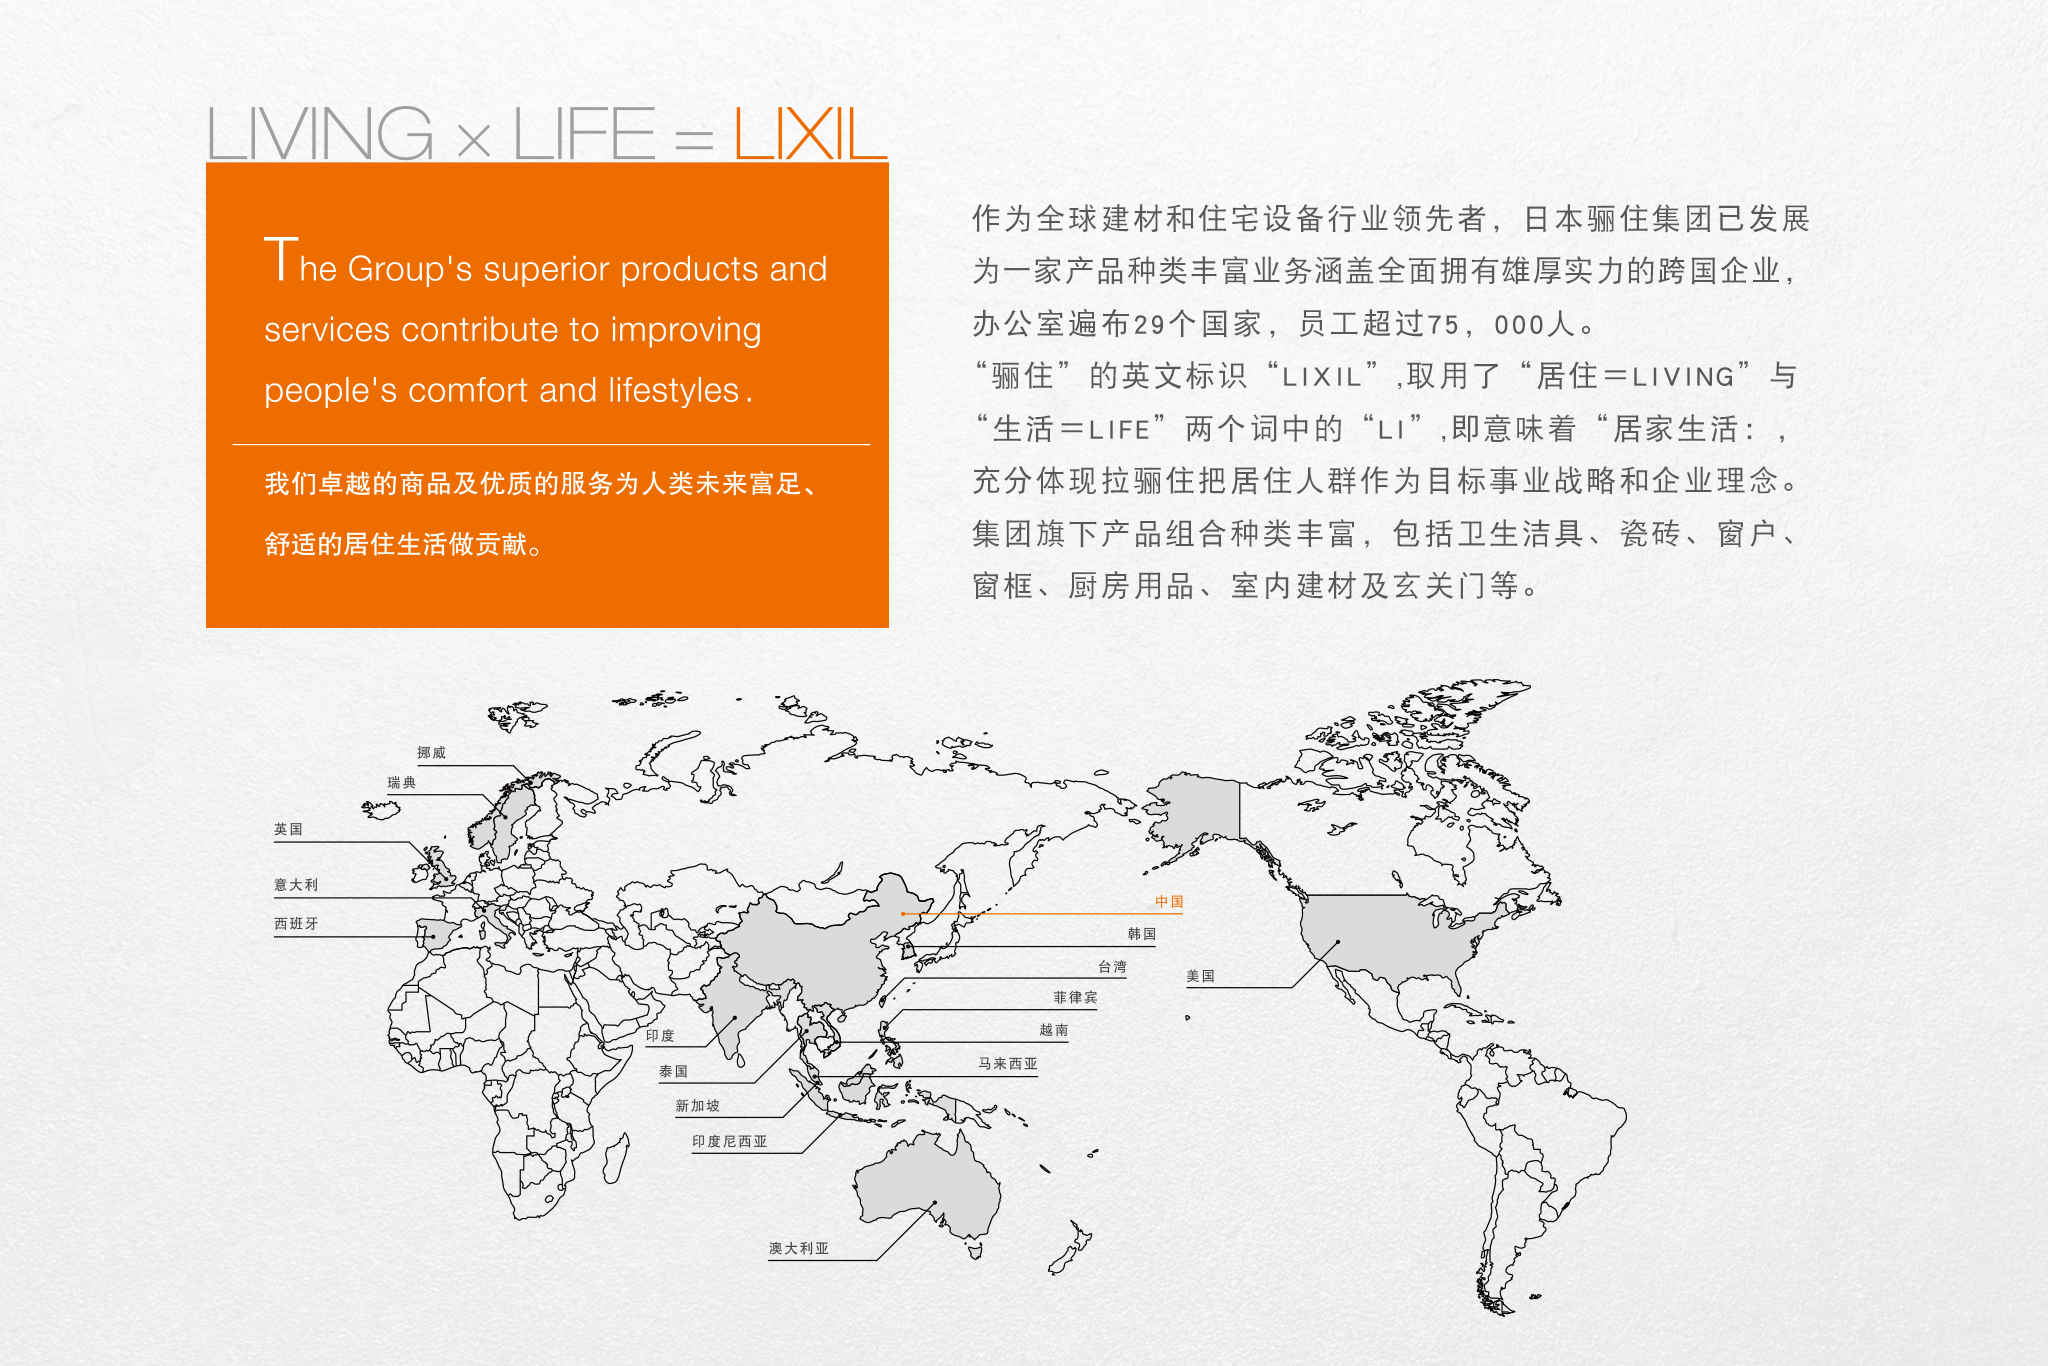 LIVING × LIFE = LIXIL
The Group's superior products and
services contribute to improving
people's comfort and lifestyles.
我们卓越的商品及优质的服务为人类未来富足、
舒适的居住生活做贡献。
作为全球建材和住宅设备行业领先者，日本骊住集团已发展
为一家产品种类丰富业务涵盖全面拥有雄厚实力的跨国企业，
办公室遍布29个国家，员工超过75，000人。
“骊住”的英文标识“LIXIL”,取用了“居住＝LIVING”与
“生活＝LIFE”两个词中的“LI”,即意味着“居家生活：，
充分体现拉骊住把居住人群作为目标事业战略和企业理念。
集团旗下产品组合种类丰富，包括卫生洁具、瓷砖、窗户、
窗框、厨房用品、室内建材及玄关门等。
挪威
瑞典
英国
意大利
西班牙
中国
韩国
台湾
美国
菲律宾
越南
印度
马来西亚
泰国
新加坡
印度尼西亚
澳大利亚